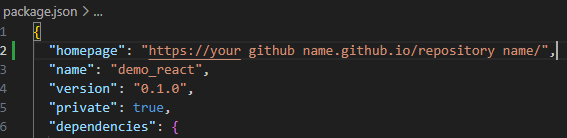 package.json > ...
1 {
2 "homepage": "https://your github name.github.io/repository name/",
3 "name": "demo_react",
4 "version": "0.1.0",
5 "private": true,
6 "dependencies": {